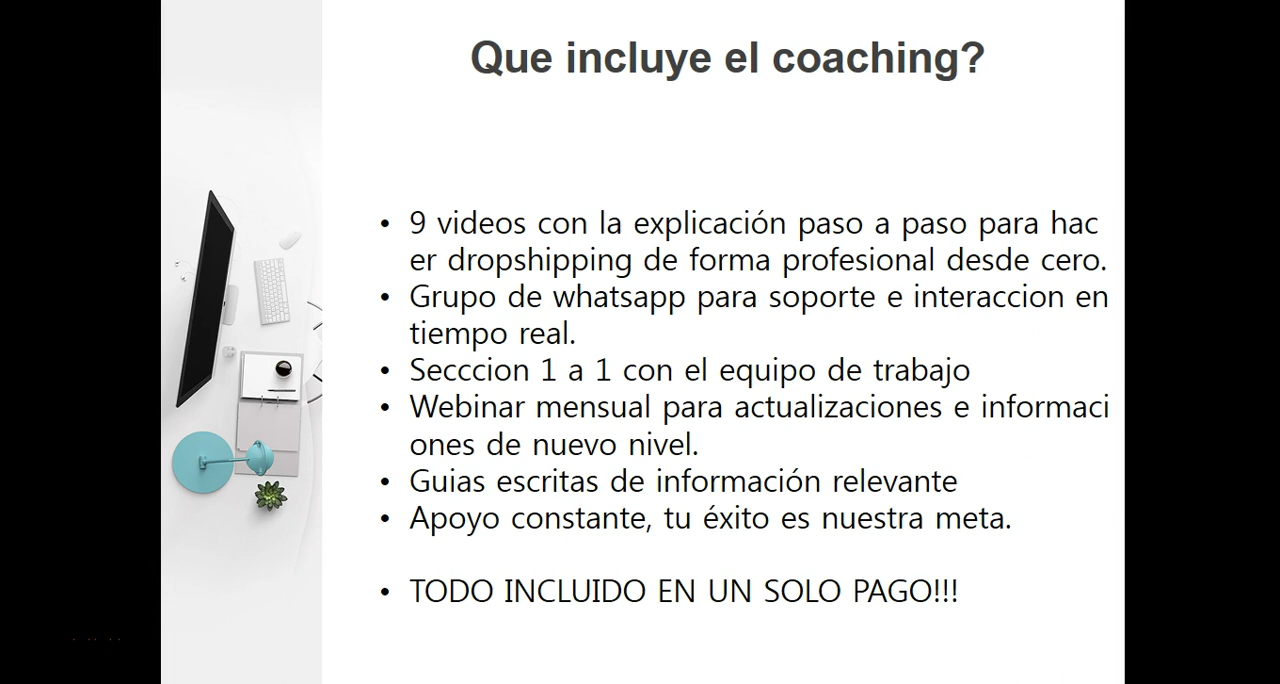 Que incluye el coaching?
• 9 videos con la explicación paso a paso para hac
er dropshipping de forma profesional desde cero.
• Grupo de whatsapp para soporte e interaccion en
tiempo real.
• Secccion 1 a 1 con el equipo de trabajo
• Webinar mensual para actualizaciones e informaci
ones de nuevo nivel.
• Guias escritas de información relevante
• Apoyo constante, tu éxito es nuestra meta.
• TODO INCLUIDO EN UN SOLO PAGO!!!